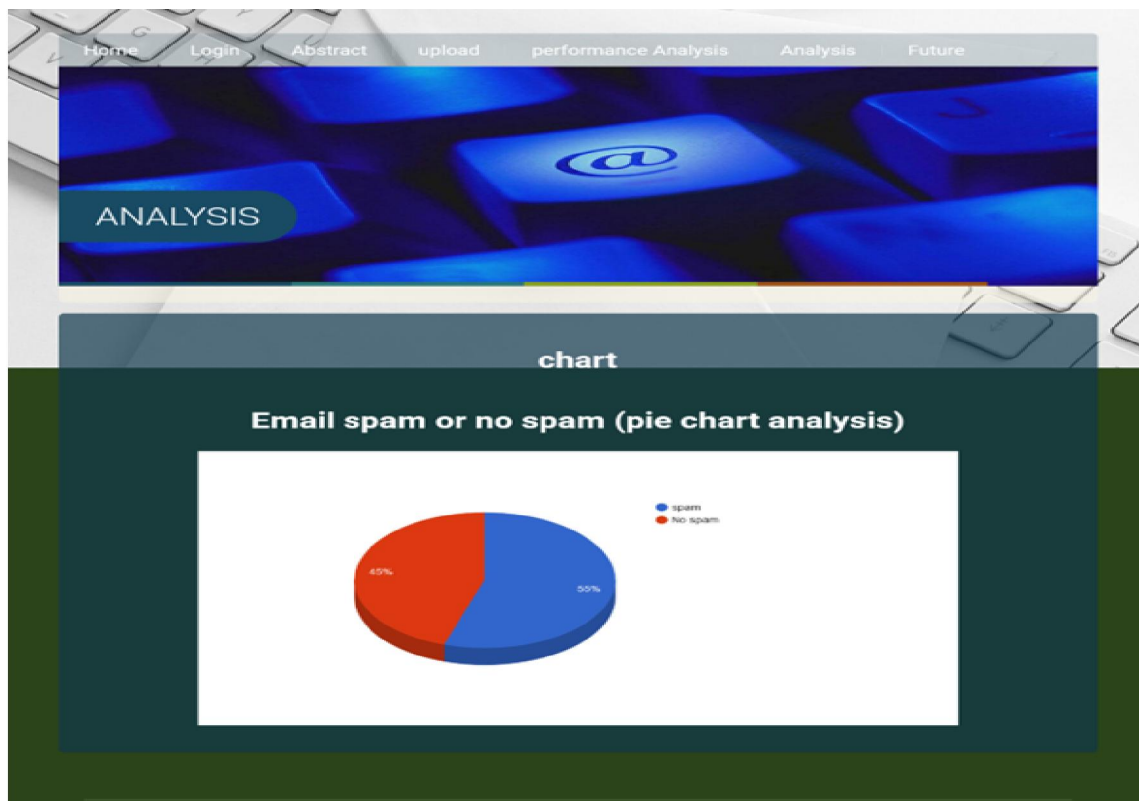 Home Login Abstract upload performance Analysis Analysis Future
@
ANALYSIS
chart
Email spam or no spam (pie chart analysis)
spam
No spam
45%
55%